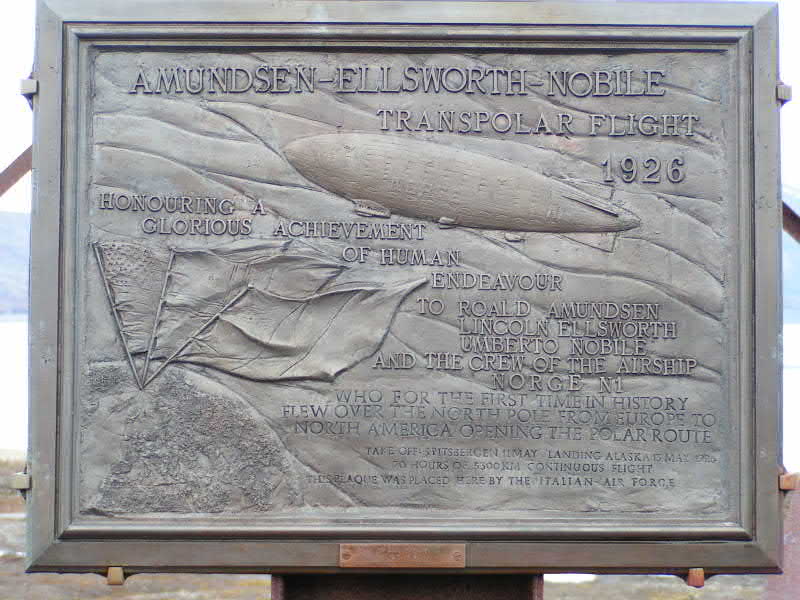 AMUNDSEN-ELLSWORTH-NOBILE
TRANSPOLAR FLIGHT
1926
HONOURING A
GLORIOUS ACHIEVEMENT
OF HUMAN
ENDEAVOUR
TO ROALD AMUNDSEN
LINCOLN ELLSWORTH
UMBERTO NOBILE
AND THE CREW OF THE AIRSHIP
NORGE N1
WHO FOR THE FIRST TIME IN HISTORY
FLEW OVER THE NORTH POLE FROM EUROPE TO
NORTH AMERICA OPENING THE POLAR ROUTE
TAKE OFF: SPITSBERGEN 11 MAY LANDING ALASKA MAY 1926
70 HOURS OF 5300 KM CONTINUOUS FLIGHT
THIS PLAQUE WAS PLACED HERE BY THE ITALIAN AIR FORCE